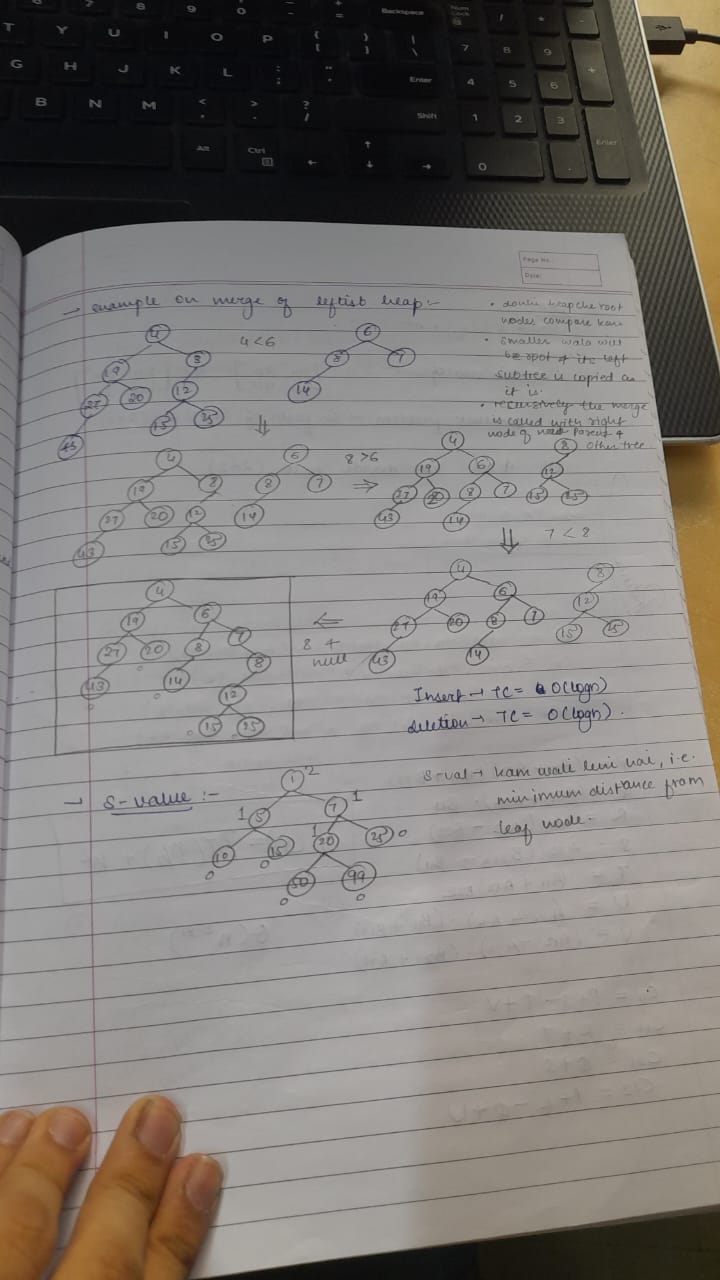 Backspace
Num Lock
T Y U I O P { [ } ] | \
7 8 9 +
G H J K L : ; " '
Enter
4 5 6
B N M < , > . ? /
Shift
1 2 3
Alt Ctrl
0 .
Enter
Page No.:
Date:
→ example on merge of leftist heap:-
• donu heap che root
nodes compare karu
• smaller wala will
be root & its left
subtree is copied as
it is.
• recursively the merge
is called with right
node of parent &
other tree
4 4<6 6
8 8 7
19 20 12 14
27 15 25
43
⇓
4 6 8>6 4 8
19 8 8 7 ⇒ 19 6 12
27 20 12 14 27 20 8 7 15 25
43 15 25 43 14
⇓ 7<8
4 4 8
19 6 ⇐ 19 6 12
27 20 8 7 8 + 27 20 8 7 15 25
43 14 8 null 43 14
12
15 25
Insert → TC = O(logn)
deletion → TC = O(logn).
→ S-value :-
1 2
1 5 7 1
10 15 1 20 25 0
0 0 50 99
0 0
S-val → kam wali leni hai, i.e.
minimum distance from
leaf node.